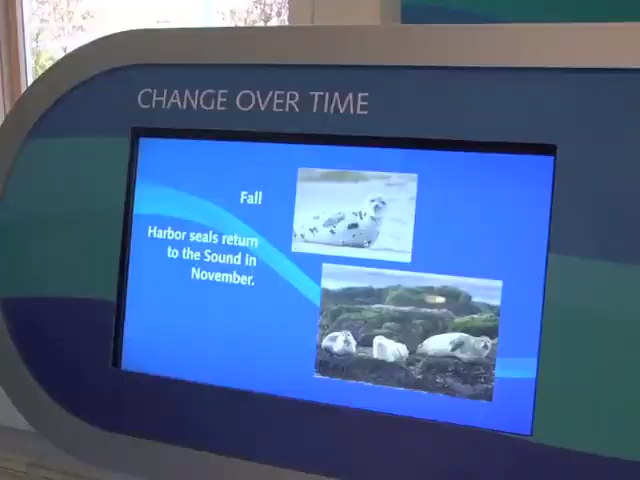 CHANGE OVER TIME
Fall
Harbor seals return
to the Sound in
November.